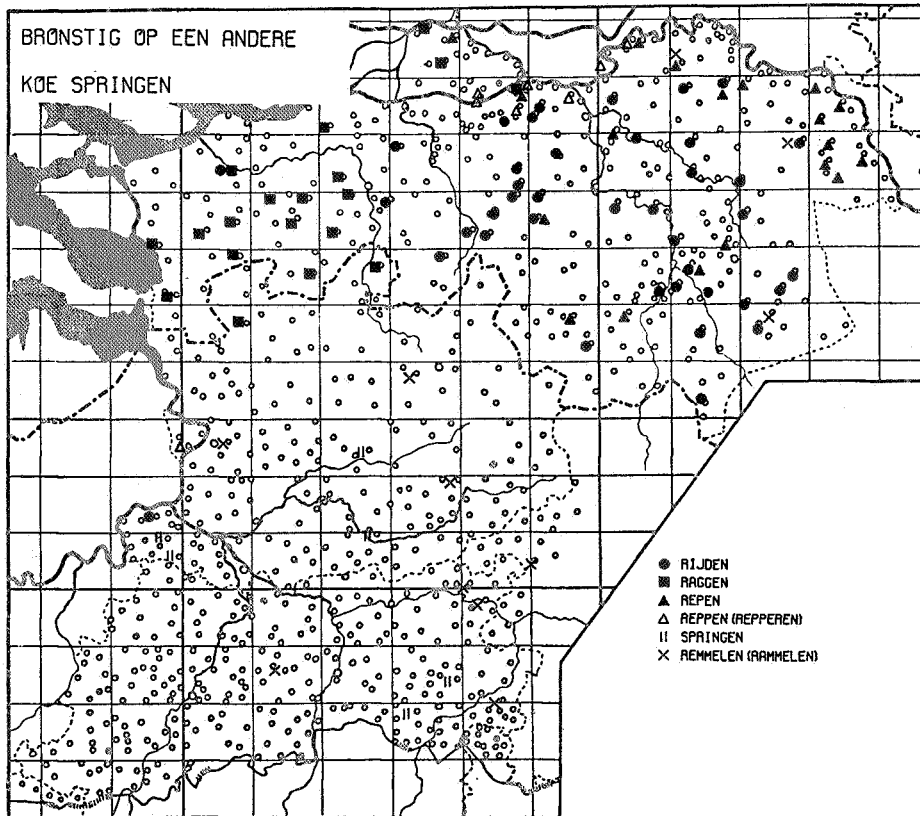 BRONSTIG OP EEN ANDERE
KOE SPRINGEN
RIJDEN
RAGGEN
REPEN
REPPEN (REPPEREN)
SPRINGEN
REMMELEN (RAMMELEN)